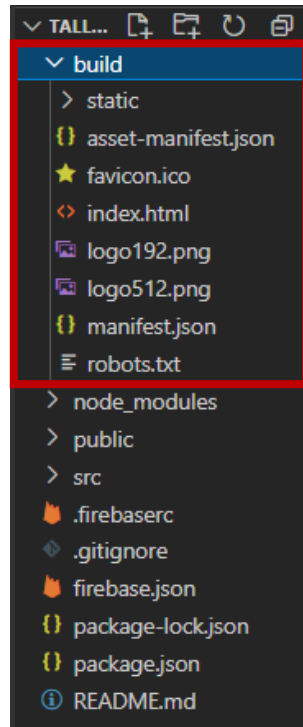 TALL...
build
static
asset-manifest.json
favicon.ico
index.html
logo192.png
logo512.png
manifest.json
robots.txt
node_modules
public
src
.firebaserc
.gitignore
firebase.json
package-lock.json
package.json
README.md